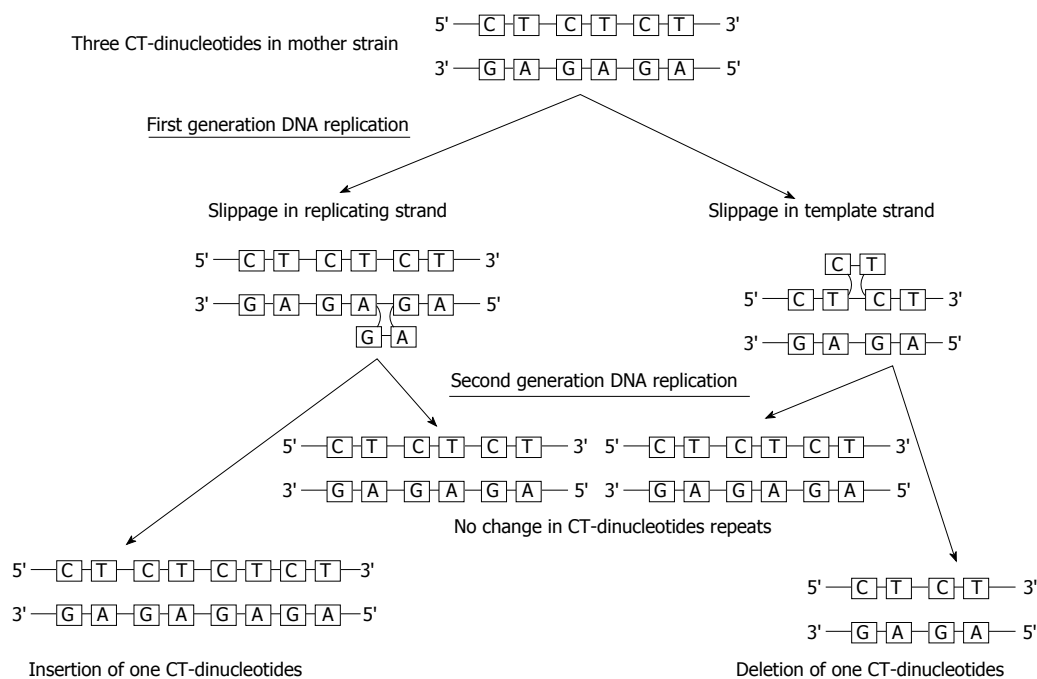 5' C T C T C T 3'
Three CT-dinucleotides in mother strain
3' G A G A G A 5'
First generation DNA replication
Slippage in replicating strand
5' C T C T C T 3'
3' G A G A G A 5'
G A
Slippage in template strand
C T
5' C T C T 3'
3' G A G A 5'
Second generation DNA replication
5' C T C T C T 3'
3' G A G A G A 5'
5' C T C T C T 3'
3' G A G A G A 5'
No change in CT-dinucleotides repeats
5' C T C T C T C T 3'
3' G A G A G A G A 5'
Insertion of one CT-dinucleotides
5' C T C T 3'
3' G A G A 5'
Deletion of one CT-dinucleotides